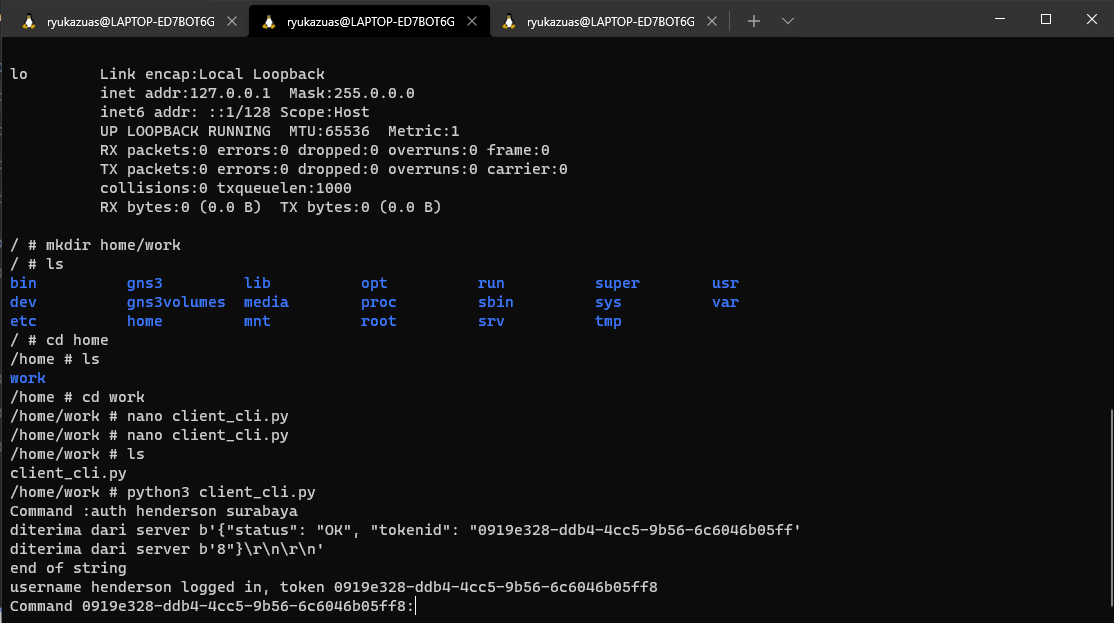 ryukazuas@LAPTOP-ED7BOT6G ryukazuas@LAPTOP-ED7BOT6G ryukazuas@LAPTOP-ED7BOT6G
lo        Link encap:Local Loopback
          inet addr:127.0.0.1  Mask:255.0.0.0
          inet6 addr: ::1/128 Scope:Host
          UP LOOPBACK RUNNING  MTU:65536  Metric:1
          RX packets:0 errors:0 dropped:0 overruns:0 frame:0
          TX packets:0 errors:0 dropped:0 overruns:0 carrier:0
          collisions:0 txqueuelen:1000
          RX bytes:0 (0.0 B)  TX bytes:0 (0.0 B)
/ # mkdir home/work
/ # ls
bin          gns3         lib          opt          run          super        usr
dev          gns3volumes  media        proc         sbin         sys          var
etc          home         mnt          root         srv          tmp
/ # cd home
/home # ls
work
/home # cd work
/home/work # nano client_cli.py
/home/work # nano client_cli.py
/home/work # ls
client_cli.py
/home/work # python3 client_cli.py
Command :auth henderson surabaya
diterima dari server b'{"status": "OK", "tokenid": "0919e328-ddb4-4cc5-9b56-6c6046b05ff'
diterima dari server b'8"}\r\n\r\n'
end of string
username henderson logged in, token 0919e328-ddb4-4cc5-9b56-6c6046b05ff8
Command 0919e328-ddb4-4cc5-9b56-6c6046b05ff8: